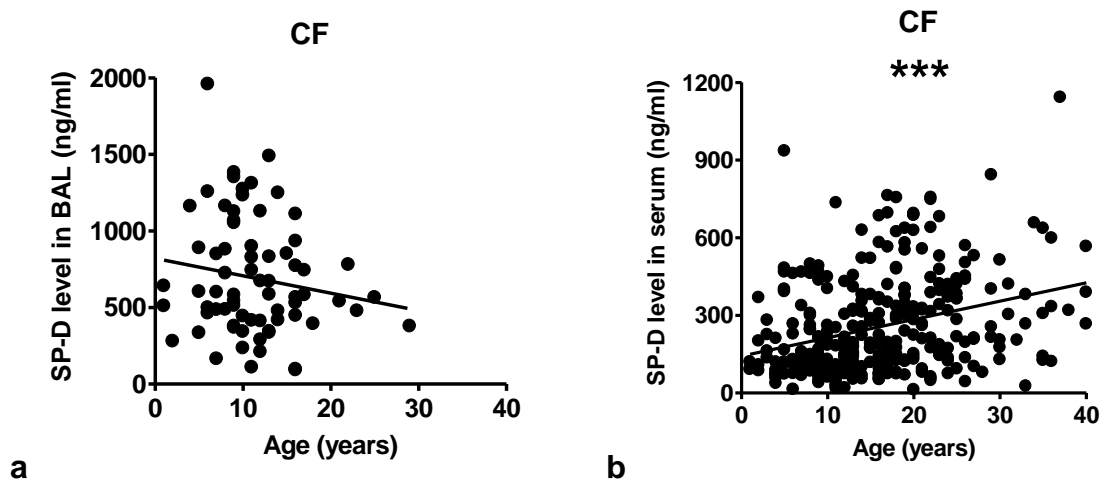 CF
SP-D level in BAL (ng/ml)
2000
1500
1000
500
0
0 10 20 30 40
Age (years)
a
CF
***
SP-D level in serum (ng/ml)
1200
900
600
300
0
0 10 20 30 40
Age (years)
b